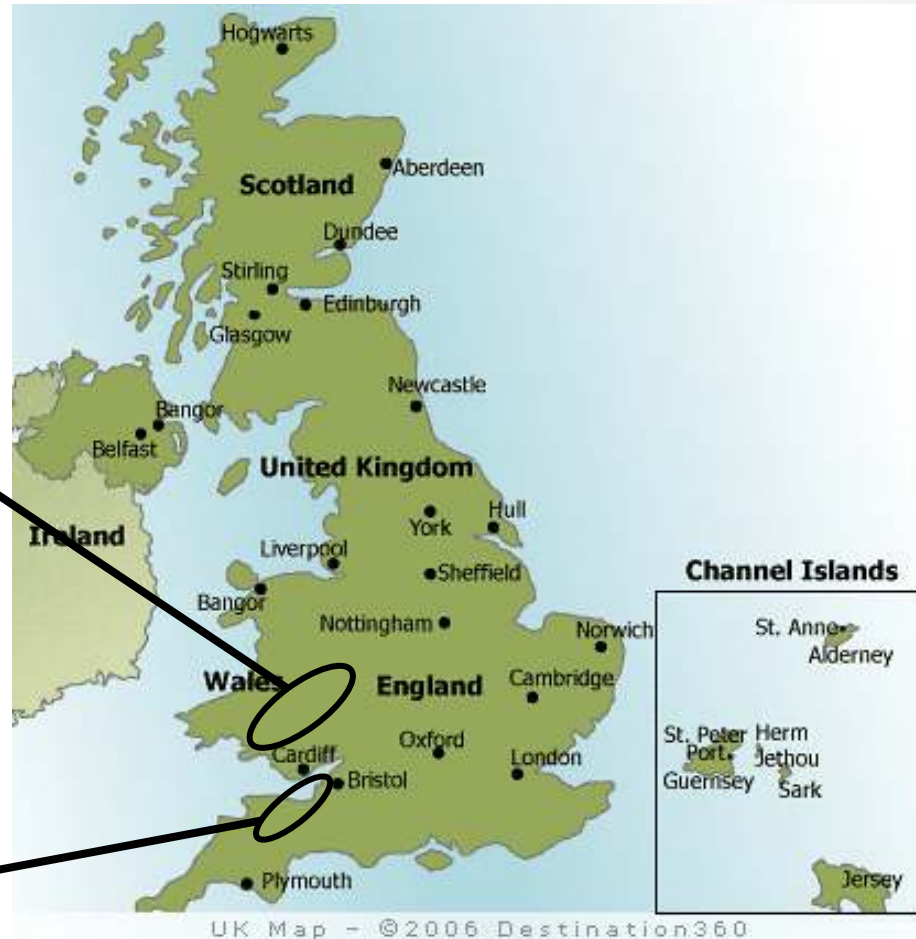 Hogwarts
Aberdeen
Scotland
Dundee
Stirling
Edinburgh
Glasgow
Newcastle
Bangor
Belfast
United Kingdom
Hull
York
Ireland
Liverpool
Sheffield
Channel Islands
Bangor
Nottingham
Norwich
St. Anne
Alderney
Wales
England
Cambridge
St. Peter
Port
Herm
Jethou
Guernsey
Sark
Oxford
Cardiff
London
Bristol
Plymouth
Jersey
UK Map - ©2006 Destination360